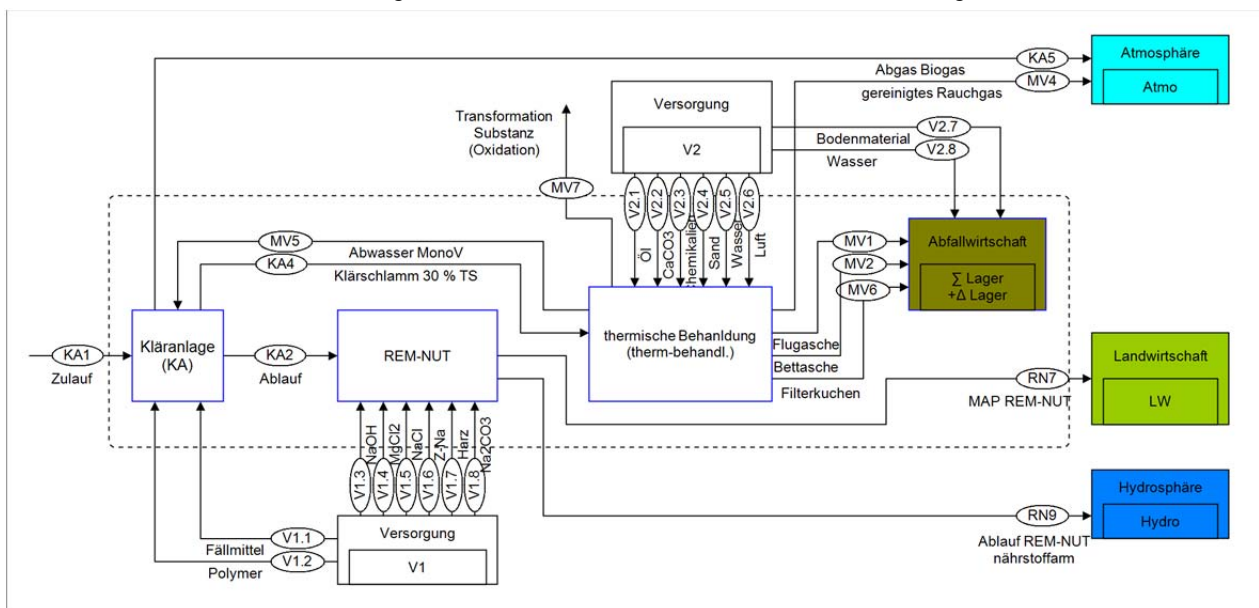 KA5
Atmosphäre
Abgas Biogas
MV4
gereinigtes Rauchgas
Atmo
Versorgung
V2
Transformation
Substanz
(Oxidation)
V2.7
Bodenmaterial
V2.8
Wasser
MV7
V2.1
V2.2
V2.3
V2.4
V2.5
V2.6
Öl
CaCO3
hemikalien
Sand
Wasser
Luft
MV5
Abwasser MonoV
KA4
Klärschlamm 30 % TS
MV1
MV2
MV6
Abfallwirtschaft
∑ Lager
+Δ Lager
KA1
Zulauf
Kläranlage
(KA)
KA2
Ablauf
REM-NUT
thermische Behanldung
(therm-behandl.)
Flugasche
Bettasche
Filterkuchen
RN7
MAP REM-NUT
Landwirtschaft
LW
NaOH
MgCl2
NaCl
Z-Na
Harz
Na2CO3
V1.3
V1.4
V1.5
V1.6
V1.7
V1.8
V1.1
Fällmittel
V1.2
Polymer
Versorgung
V1
RN9
Ablauf REM-NUT
nährstoffarm
Hydrosphäre
Hydro